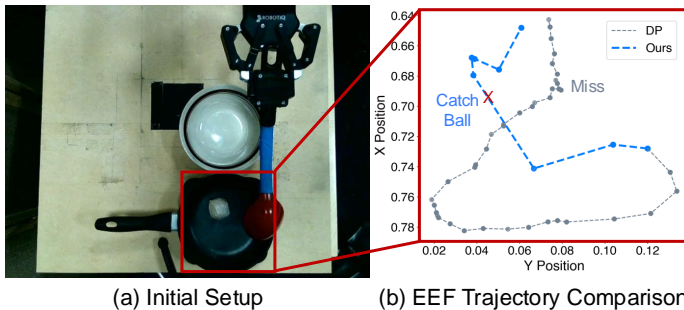 ROBOTIQ
0.64
0.66
0.68
0.70
0.72
0.74
0.76
0.78
X Position
DP
Ours
Miss
Catch
Ball
X
0.02 0.04 0.06 0.08 0.10 0.12
Y Position
(a) Initial Setup
(b) EEF Trajectory Comparison